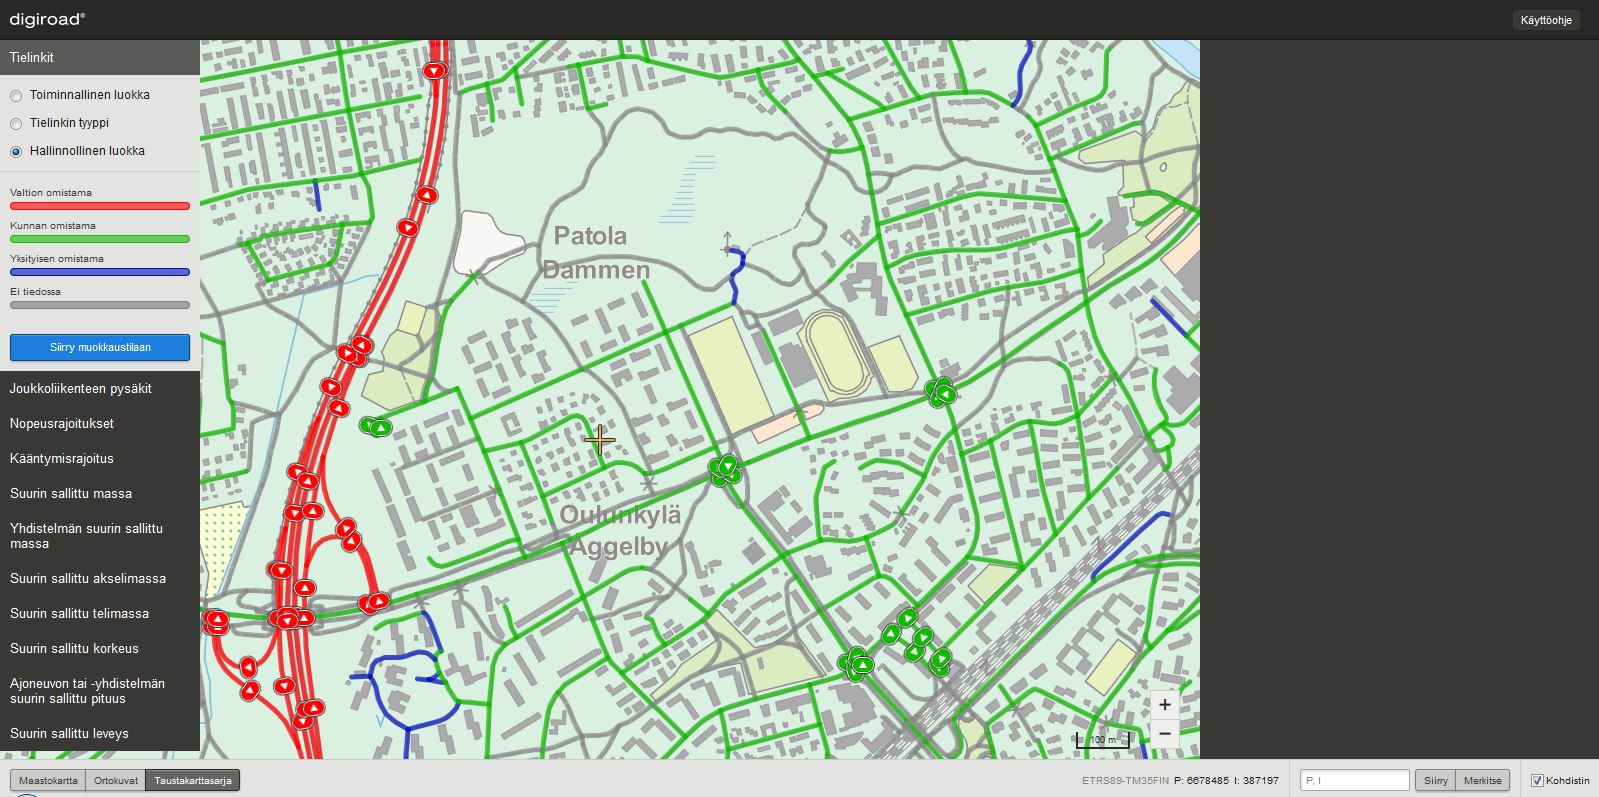 digiroad®
Käyttöohje
Tielinkit
Toiminnallinen luokka
Tielinkin tyyppi
Hallinnollinen luokka
Valtion omistama
Kunnan omistama
Yksityisen omistama
Ei tiedossa
Siirry muokkaustilaan
Joukkoliikenteen pysäkit
Nopeusrajoitukset
Kääntymisrajoitus
Suurin sallittu massa
Yhdistelmän suurin sallittu
massa
Suurin sallittu akselimassa
Suurin sallittu telimassa
Suurin sallittu korkeus
Ajoneuvon tai -yhdistelmän
suurin sallittu pituus
Suurin sallittu leveys
Patola
Dammen
Oulunkylä
Åggelby
+
−
100 m
Maastokartta Ortokuvat Taustakarttasarja
ETRS89-TM35FIN P: 6678485 I: 387197
P, I
Siirry Merkitse
Kohdistin